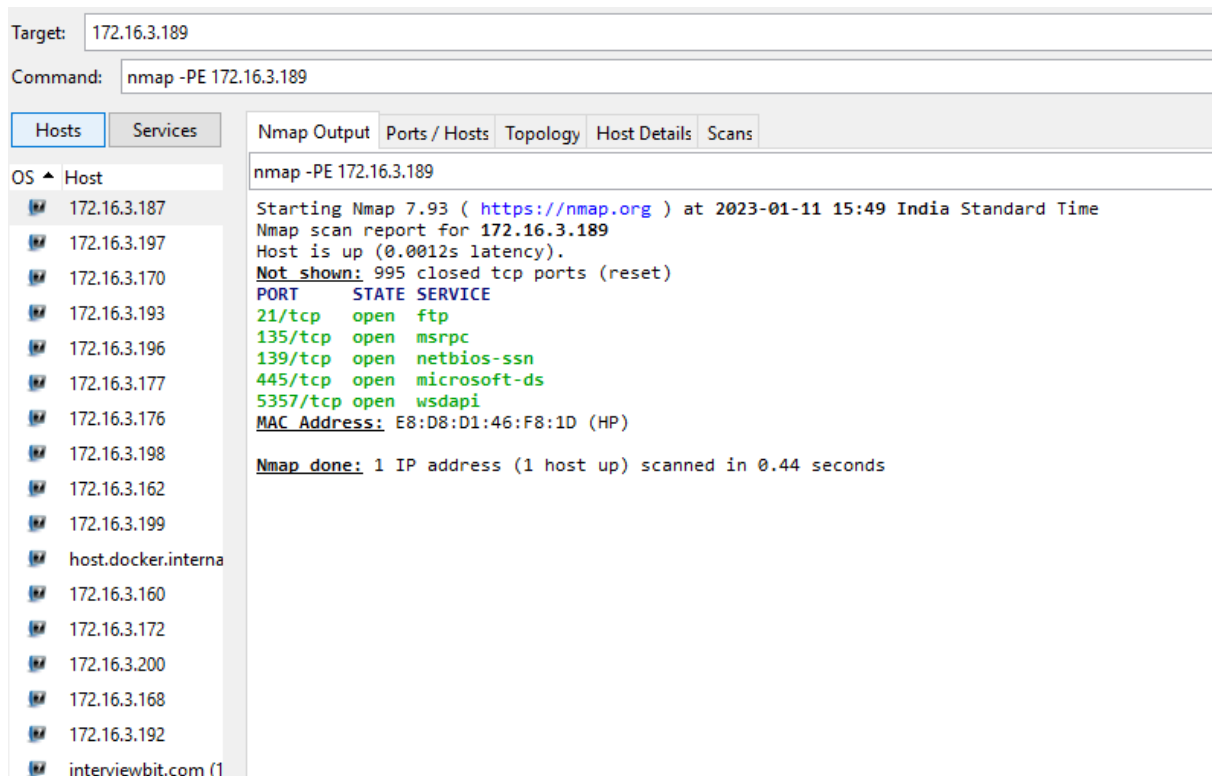 Target: 172.16.3.189
Command: nmap -PE 172.16.3.189
Hosts Services
Nmap Output Ports / Hosts Topology Host Details Scans
OS Host
172.16.3.187
172.16.3.197
172.16.3.170
172.16.3.193
172.16.3.196
172.16.3.177
172.16.3.176
172.16.3.198
172.16.3.162
172.16.3.199
host.docker.interna
172.16.3.160
172.16.3.172
172.16.3.200
172.16.3.168
172.16.3.192
interviewbit.com (1
nmap -PE 172.16.3.189
Starting Nmap 7.93 ( https://nmap.org ) at 2023-01-11 15:49 India Standard Time
Nmap scan report for 172.16.3.189
Host is up (0.0012s latency).
Not shown: 995 closed tcp ports (reset)
PORT STATE SERVICE
21/tcp open ftp
135/tcp open msrpc
139/tcp open netbios-ssn
445/tcp open microsoft-ds
5357/tcp open wsdapi
MAC Address: E8:D8:D1:46:F8:1D (HP)
Nmap done: 1 IP address (1 host up) scanned in 0.44 seconds